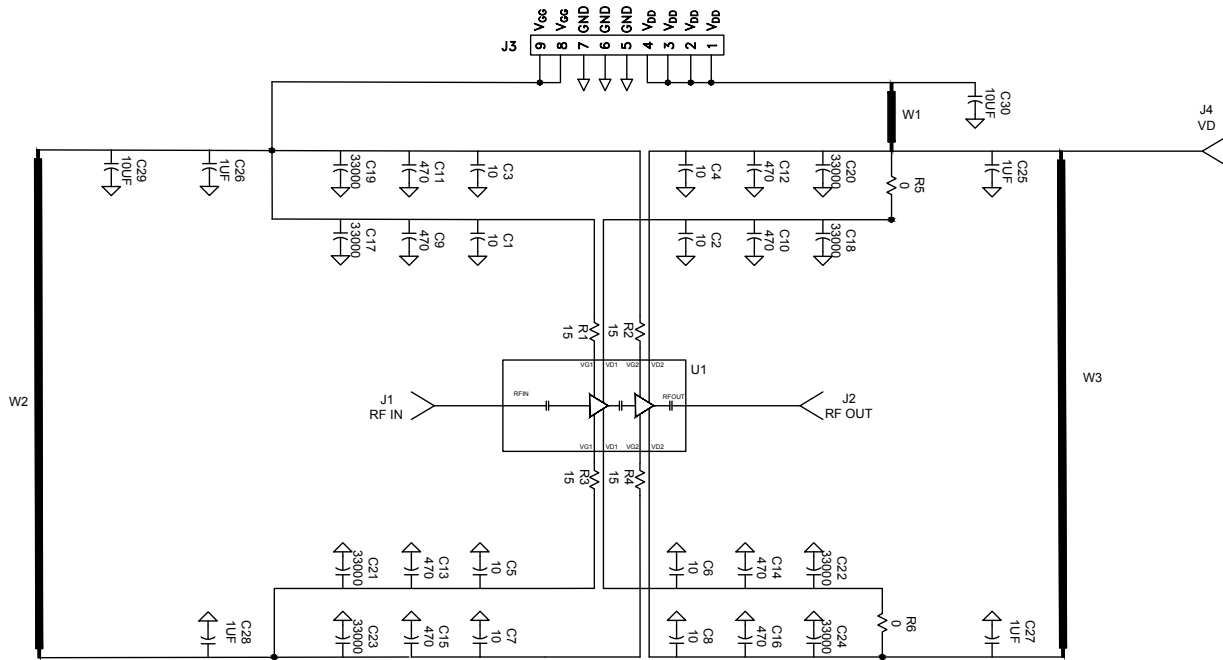 VGG
VGG
GND
GND
GND
VDD
VDD
VDD
VDD
J3
9
8
7
6
5
4
3
2
1
W1
C30
10UF
J4
VD
C29
10UF
C26
1UF
C19
33000
C11
470
C3
10
C4
10
C12
470
C20
33000
R5
0
C25
1UF
C17
33000
C9
470
C1
10
C2
10
C10
470
C18
33000
R1
15
R2
15
U1
VG1
VD1
VG2
VD2
W2
J1
RF IN
RFIN
RFOUT
J2
RF OUT
W3
VG1
VD1
VG2
VD2
R3
15
R4
15
C21
33000
C13
470
C5
10
C6
10
C14
470
C22
33000
C28
1UF
C23
33000
C15
470
C7
10
C8
10
C16
470
C24
33000
R6
0
C27
1UF